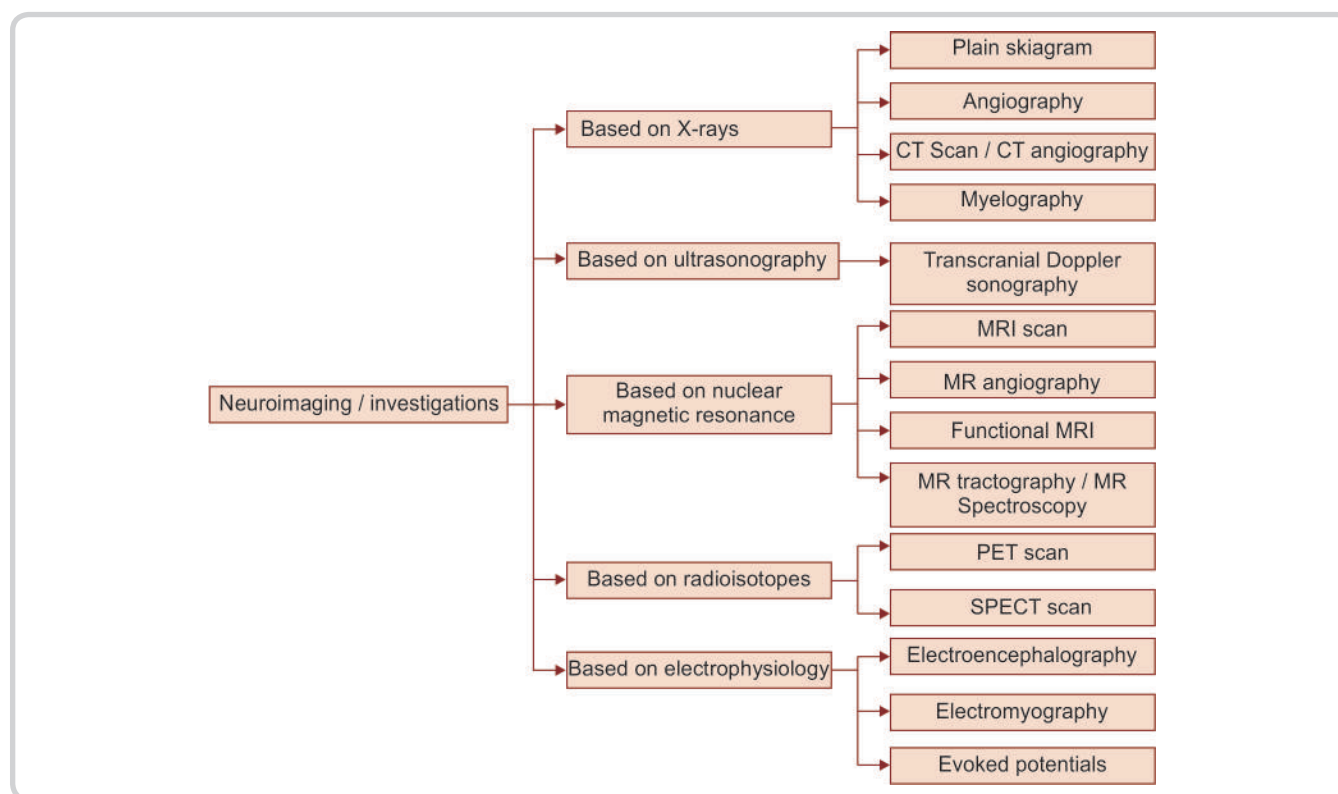 Neuroimaging / investigations
Based on X-rays
Plain skiagram
Angiography
CT Scan / CT angiography
Myelography
Based on ultrasonography
Transcranial Doppler
sonography
Based on nuclear
magnetic resonance
MRI scan
MR angiography
Functional MRI
MR tractography / MR
Spectroscopy
Based on radioisotopes
PET scan
SPECT scan
Based on electrophysiology
Electroencephalography
Electromyography
Evoked potentials